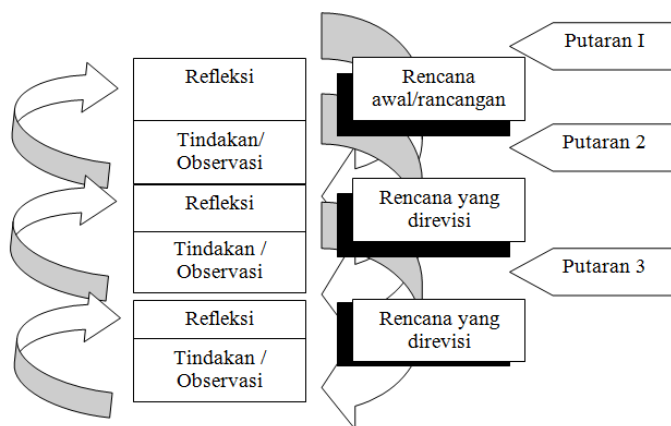 Refleksi
Tindakan/
Observasi
Rencana
awal/rancangan
Putaran I
Refleksi
Tindakan /
Observasi
Rencana yang
direvisi
Putaran 2
Refleksi
Tindakan /
Observasi
Rencana yang
direvisi
Putaran 3